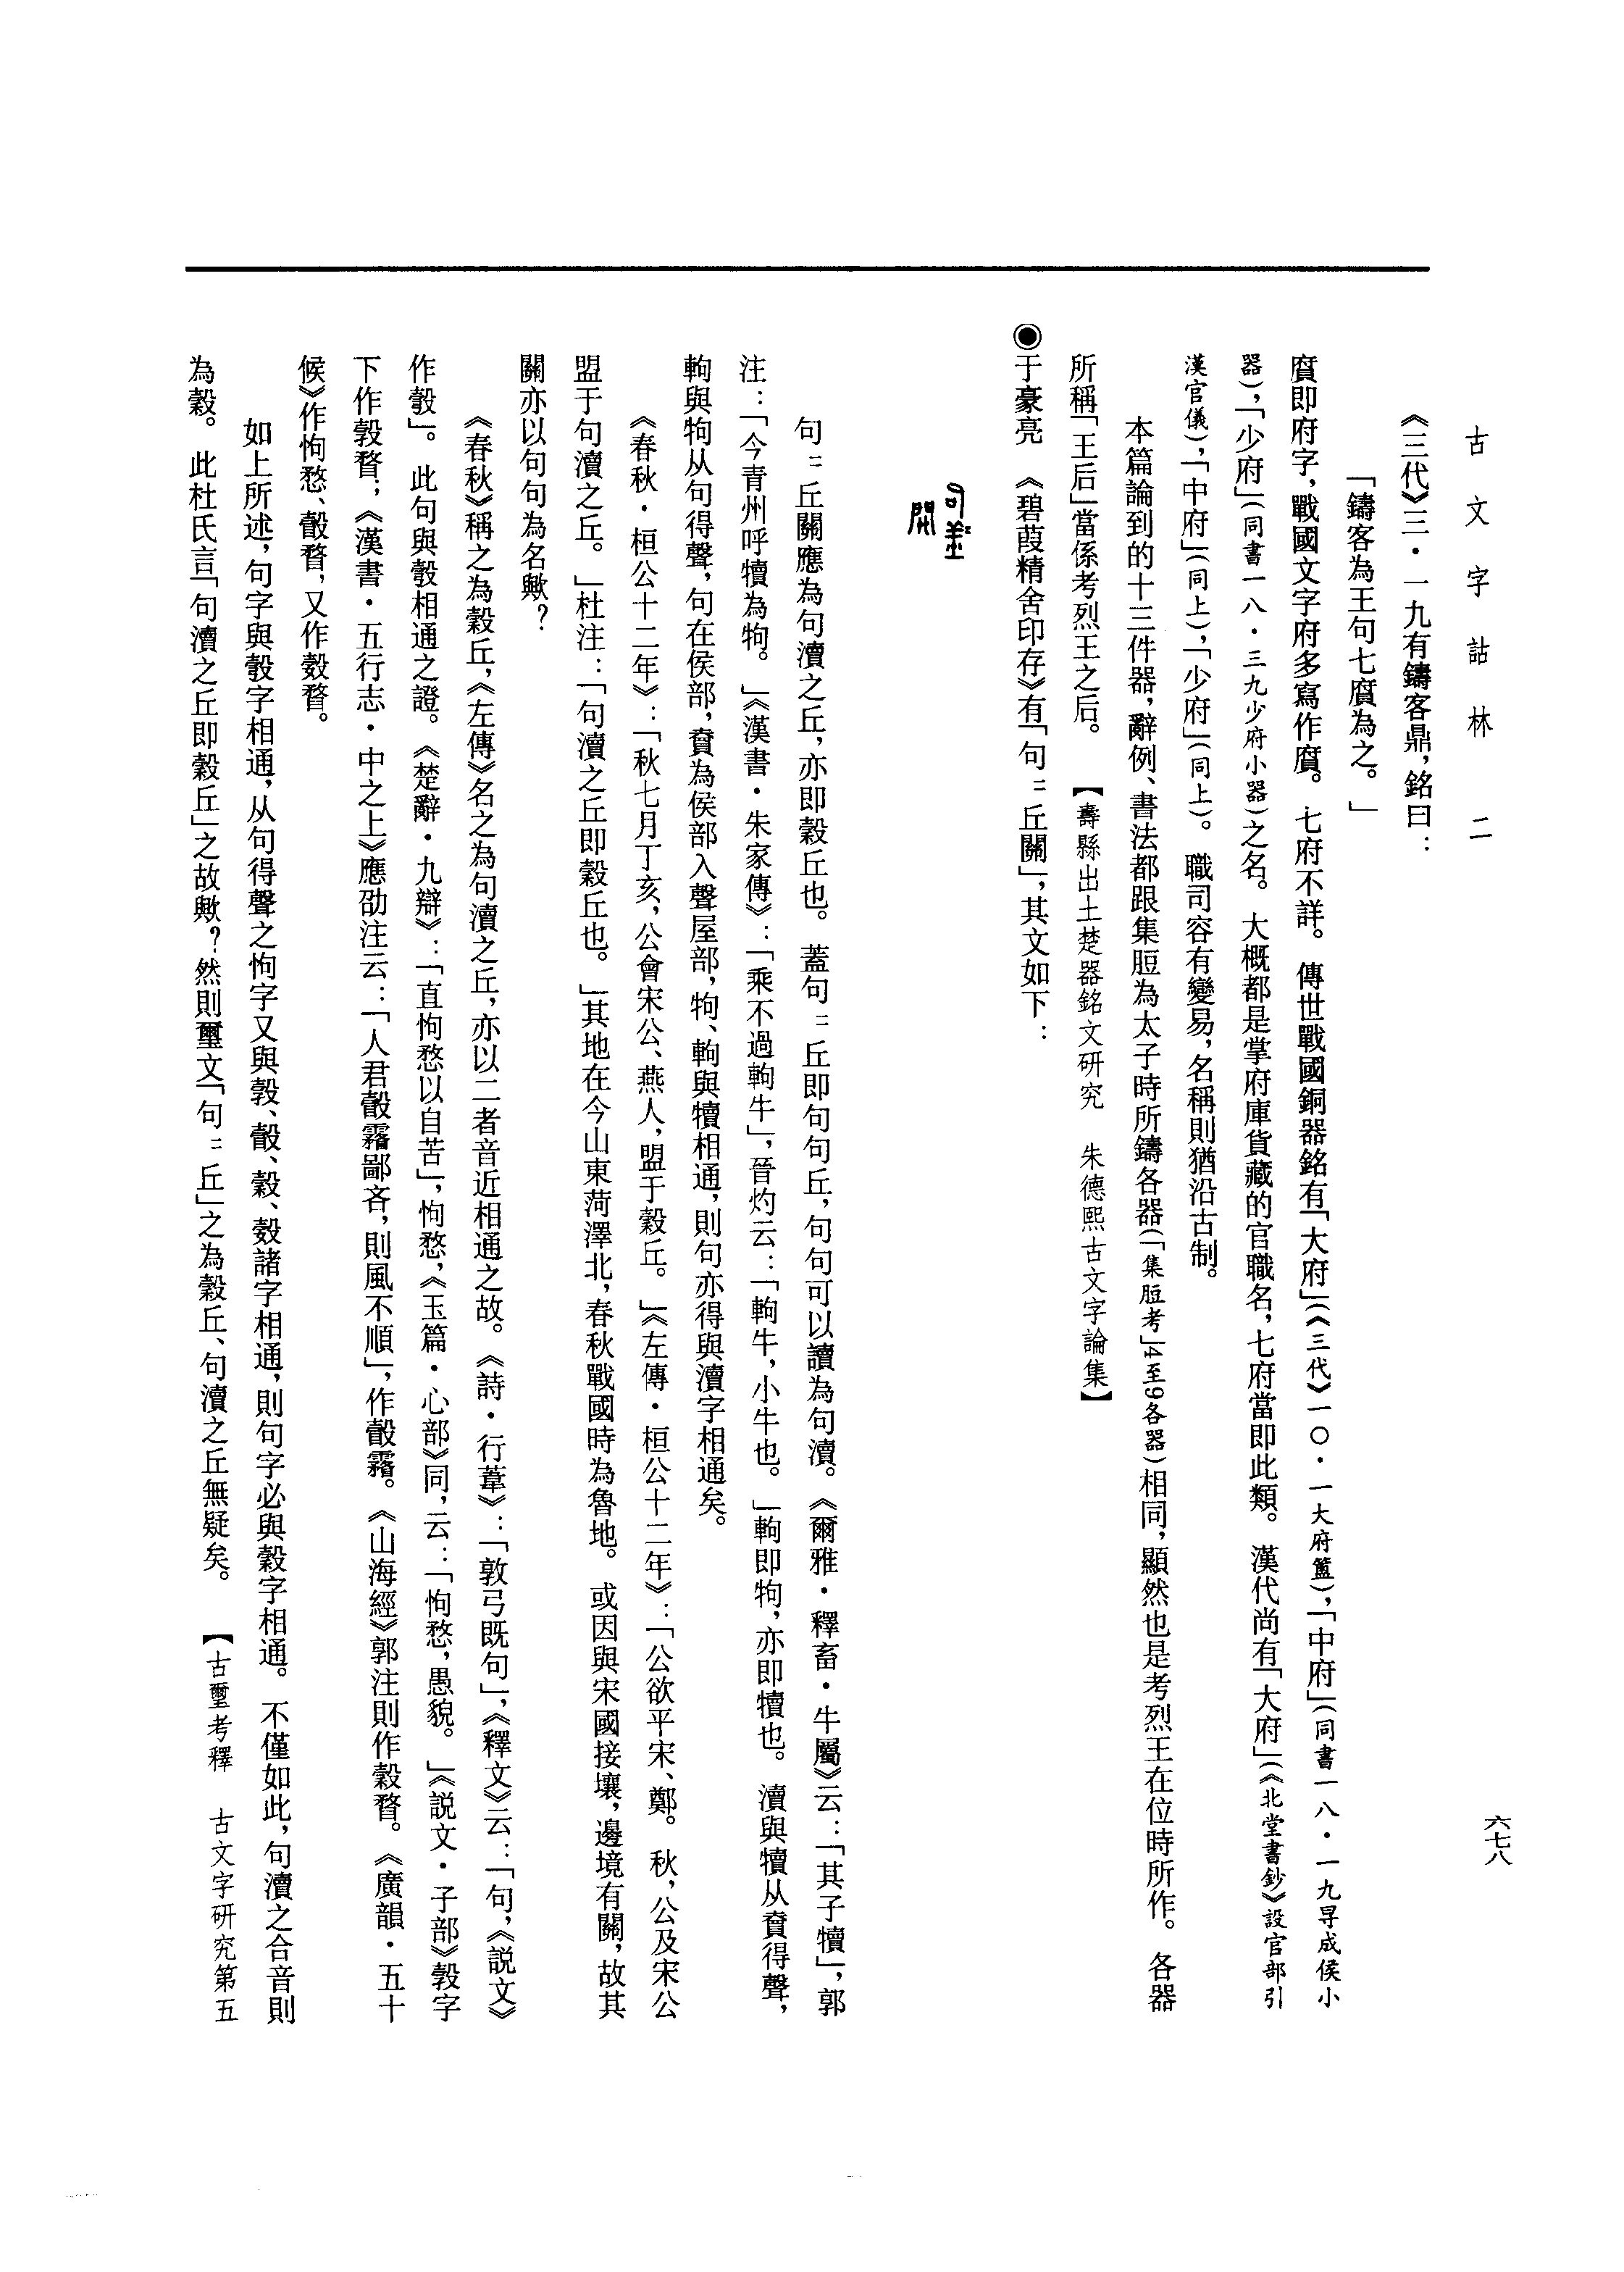 古文字詁林 二
六七八
《三代》三·一九有鑄客鼎，銘曰：
「鑄客為王句七𧵰為之。」
𧵰即府字，戰國文字府多寫作𧵰。七府不詳。傳世戰國銅器銘有「大府」（《三代》一〇·一大府簠），「中府」（同書一八·一九寽成侯小
器），「少府」（同書一八·三九少府小器）之名。大概都是掌府庫貨藏的官職名，七府當即此類。漢代尚有「大府」（《北堂書鈔》設官部引
漢官儀），「中府」（同上），「少府」（同上）。職司容有變易，名稱則猶沿古制。
本篇論到的十三件器，辭例、書法都跟集脰為太子時所鑄各器（「集脰考」4至9各器）相同，顯然也是考烈王在位時所作。各器
所稱「王后」當係考烈王之后。 【壽縣出土楚器銘文研究 朱德熙古文字論集】
◉于豪亮 《碧葭精舍印存》有「句＝丘關」，其文如下：
句＝丘關應為句瀆之丘，亦即穀丘也。蓋句＝丘即句句丘，句句可以讀為句瀆。《爾雅·釋畜·牛屬》云：「其子犢」，郭
注：「今青州呼犢為㸬。」《漢書·朱家傳》：「乘不過軥牛」，晉灼云：「軥牛，小牛也。」軥即㸬，亦即犢也。瀆與犢从𧶠得聲，
軥與㸬从句得聲，句在侯部，𧶠為侯部入聲屋部，㸬、軥與犢相通，則句亦得與瀆字相通矣。
《春秋·桓公十二年》：「秋七月丁亥，公會宋公、燕人，盟于穀丘。」《左傳·桓公十二年》：「公欲平宋、鄭。秋，公及宋公
盟于句瀆之丘。」杜注：「句瀆之丘即穀丘也。」其地在今山東菏澤北，春秋戰國時為魯地。或因與宋國接壤，邊境有關，故其
關亦以句句為名歟？
《春秋》稱之為穀丘，《左傳》名之為句瀆之丘，亦以二者音近相通之故。《詩·行葦》：「敦弓既句」，《釋文》云：「句，《説文》
作彀」。此句與彀相通之證。《楚辭·九辯》：「直怐愗以自苦」，怐愗，《玉篇·心部》同，云：「怐愗，愚貌。」《説文·子部》㝅字
下作㝅瞀；《漢書·五行志·中之上》應劭注云：「人君瞉霿鄙吝，則風不順」，作瞉霿。《山海經》郭注則作穀瞀。《廣韻·五十
候》作怐愗、瞉瞀，又作㲄瞀。
如上所述，句字與彀字相通，从句得聲之怐字又與㝅、瞉、穀、㲄諸字相通，則句字必與穀字相通。不僅如此，句瀆之合音則
為穀。此杜氏言「句瀆之丘即穀丘」之故歟？然則璽文「句＝丘」之為穀丘、句瀆之丘無疑矣。 【古璽考釋 古文字研究第五